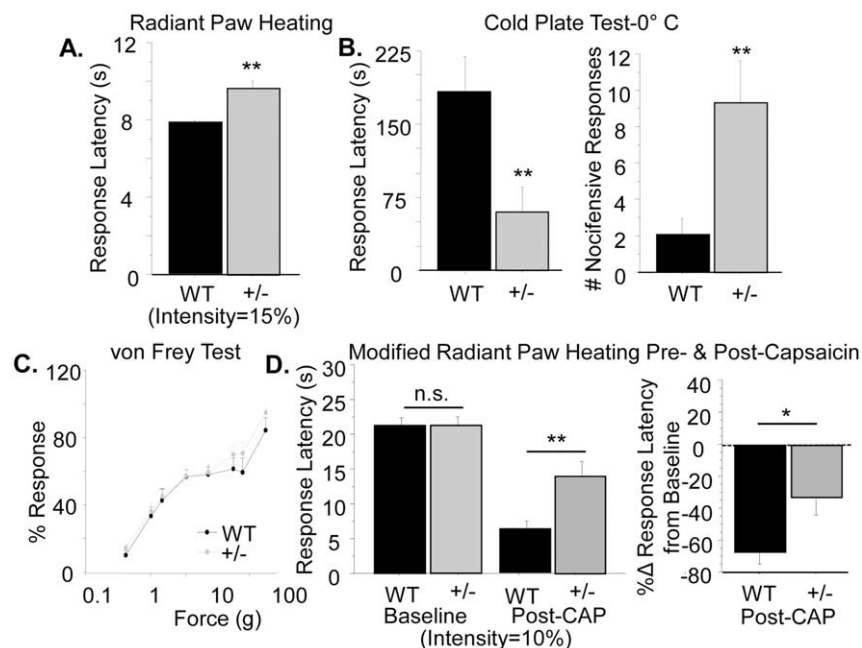 Radiant Paw Heating
A.
Response Latency (s)
12
8
4
0
**
WT +/-
(Intensity=15%)
Cold Plate Test-0° C
B.
Response Latency (s)
225
150
75
0
**
WT +/-
# Nocifensive Responses
12
10
8
6
4
2
0
**
WT +/-
von Frey Test
C.
% Response
120
80
40
0
WT
+/-
0.1 1 10 100
Force (g)
Modified Radiant Paw Heating Pre- & Post-Capsaicin
D.
Response Latency (s)
30
25
20
15
10
5
0
n.s.
**
WT +/- WT +/-
Baseline Post-CAP
(Intensity=10%)
%Δ Response Latency
from Baseline
40
20
0
-20
-40
-60
-80
*
WT +/-
Post-CAP